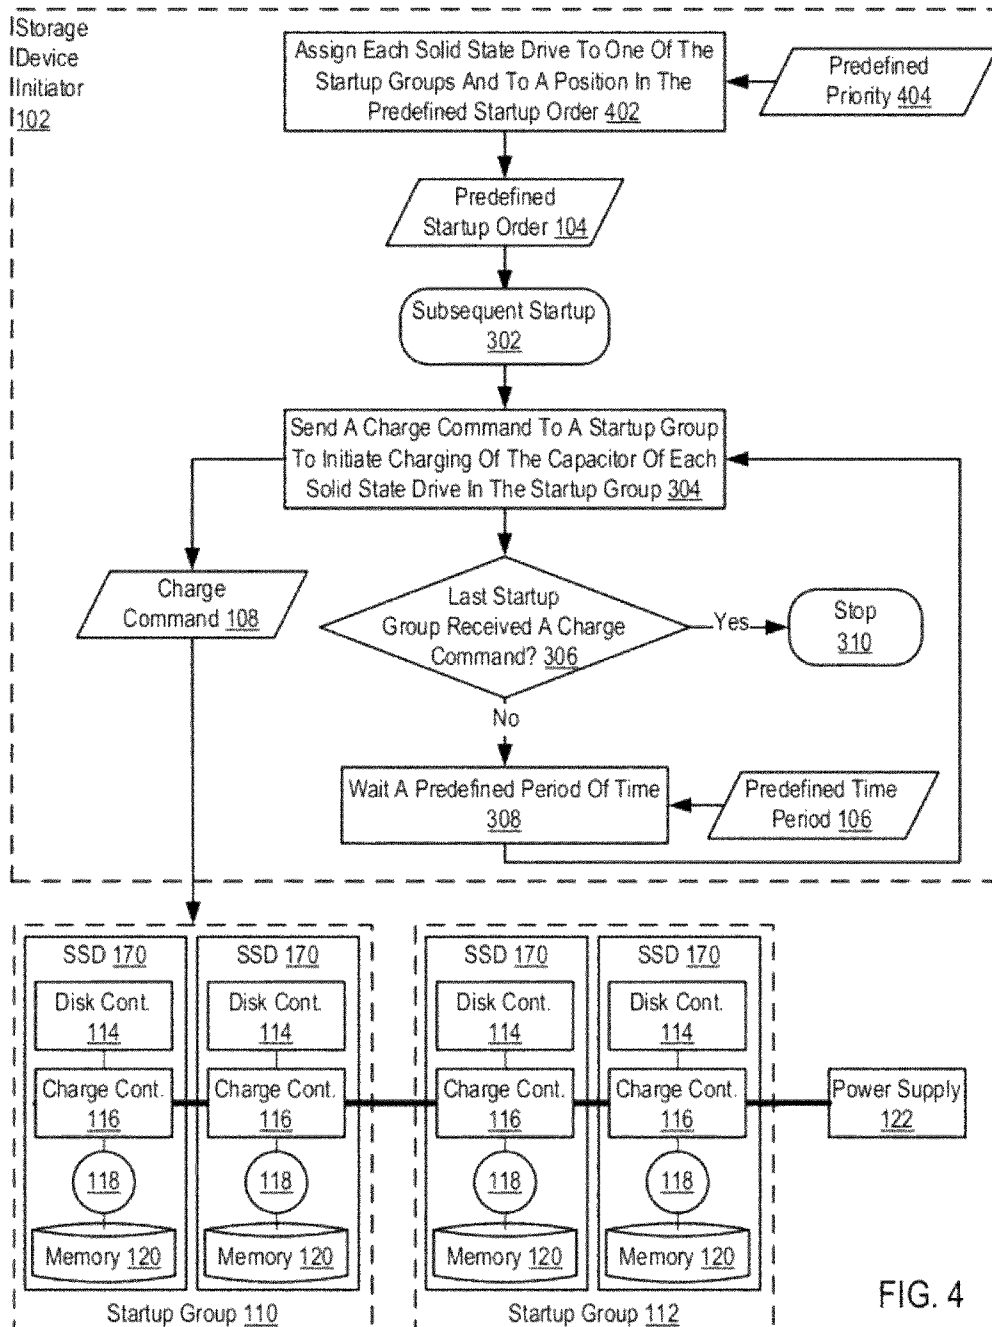 Storage
Device
Initiator
102
Assign Each Solid State Drive To One Of The
Startup Groups And To A Position In The
Predefined Startup Order 402
Predefined
Priority 404
Predefined
Startup Order 104
Subsequent Startup
302
Send A Charge Command To A Startup Group
To Initiate Charging Of The Capacitor Of Each
Solid State Drive In The Startup Group 304
Charge
Command 108
Last Startup
Group Received A Charge
Command? 306
Yes
Stop
310
No
Wait A Predefined Period Of Time
308
Predefined Time
Period 106
SSD 170
Disk Cont.
114
Charge Cont.
116
118
Memory 120
SSD 170
Disk Cont.
114
Charge Cont.
116
118
Memory 120
Startup Group 110
SSD 170
Disk Cont.
114
Charge Cont.
116
118
Memory 120
SSD 170
Disk Cont.
114
Charge Cont.
116
118
Memory 120
Startup Group 112
Power Supply
122
FIG. 4